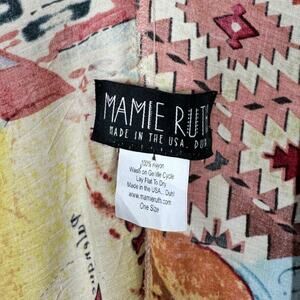 MAMIE RUT
MADE IN THE USA, DUH
100% rayon
Wash on Gentle Cycle
Lay Flat To Dry
Made in the USA.. Duh!
www.mamieruth.com
One Size